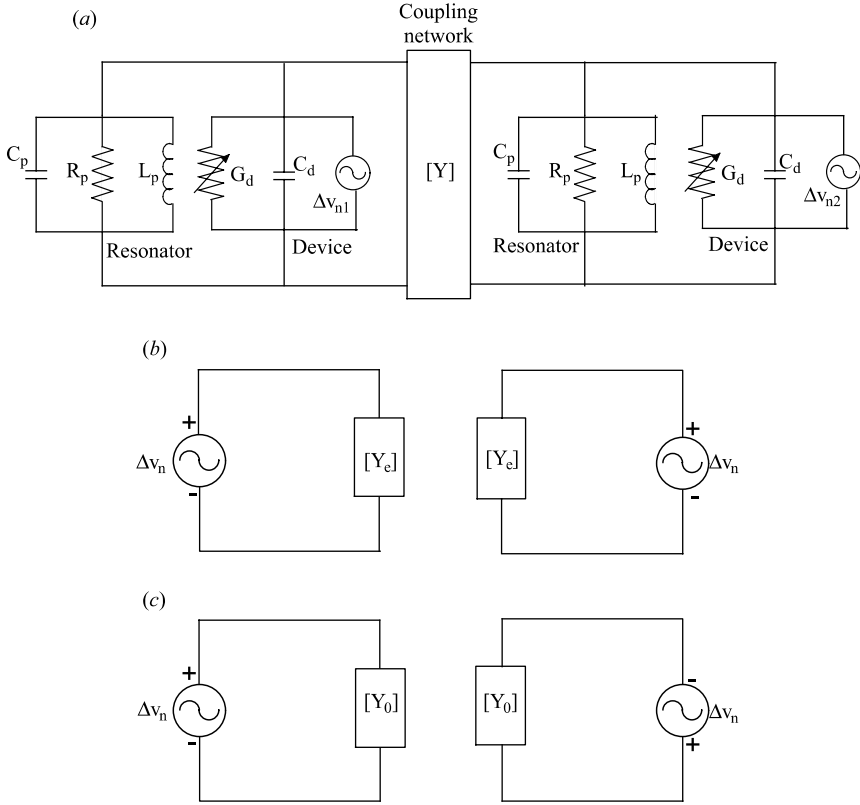 (a)
Coupling
network
C_p
R_p
L_p
G_d
C_d
Δv_n1
Resonator
Device
[Y]
C_p
R_p
L_p
G_d
C_d
Δv_n2
Resonator
Device
(b)
+
Δv_n
-
[Y_e]
[Y_e]
+
Δv_n
-
(c)
+
Δv_n
-
[Y_0]
[Y_0]
-
Δv_n
+